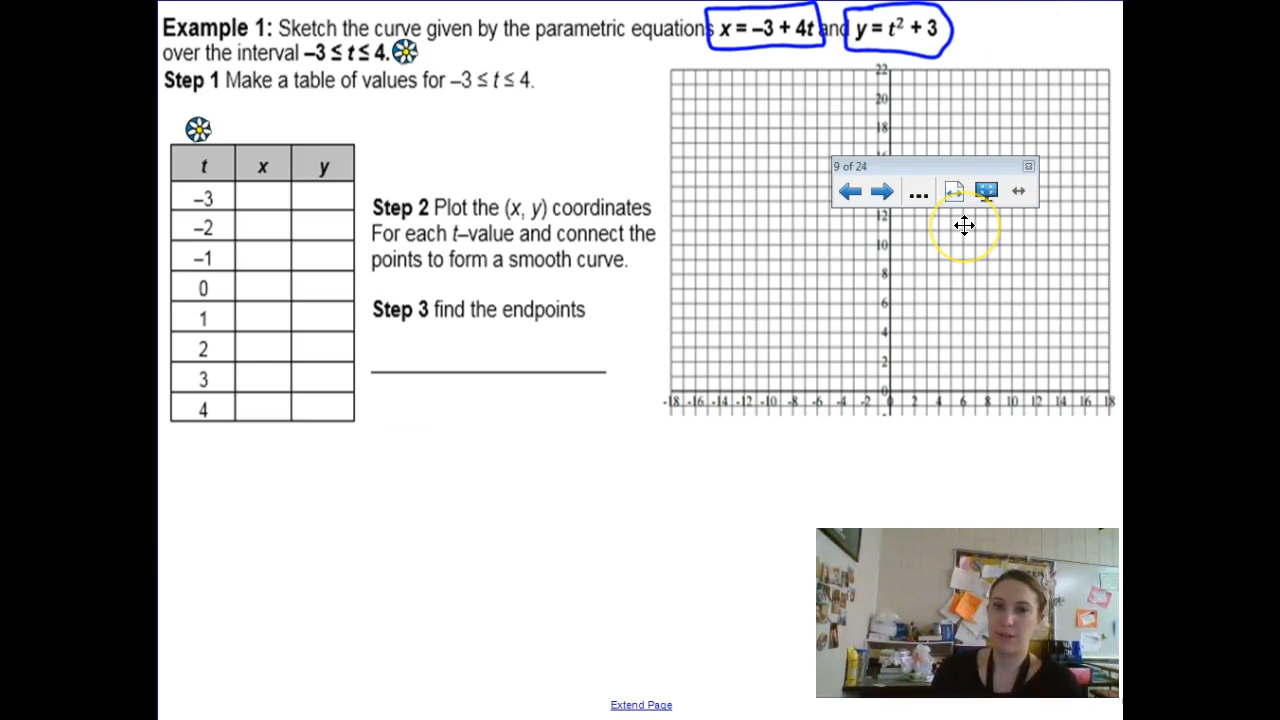 Example 1: Sketch the curve given by the parametric equations x = –3 + 4t and y = t² + 3
over the interval –3 ≤ t ≤ 4.
Step 1 Make a table of values for –3 ≤ t ≤ 4.
t x y
–3
–2
–1
0
1
2
3
4
Step 2 Plot the (x, y) coordinates
For each t–value and connect the
points to form a smooth curve.
Step 3 find the endpoints
22
20
18
9 of 24
...
12
10
8
6
4
2
0
-18 -16 -14 -12 -10 -8 -6 -4 -2 0 2 4 6 8 10 12 14 16 18
Extend Page